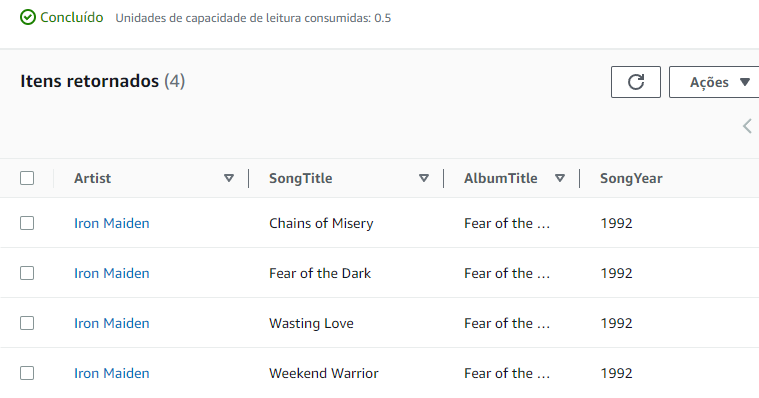 Concluído Unidades de capacidade de leitura consumidas: 0.5
Itens retornados (4)
Ações
Artist SongTitle AlbumTitle SongYear
Iron Maiden Chains of Misery Fear of the ... 1992
Iron Maiden Fear of the Dark Fear of the ... 1992
Iron Maiden Wasting Love Fear of the ... 1992
Iron Maiden Weekend Warrior Fear of the ... 1992